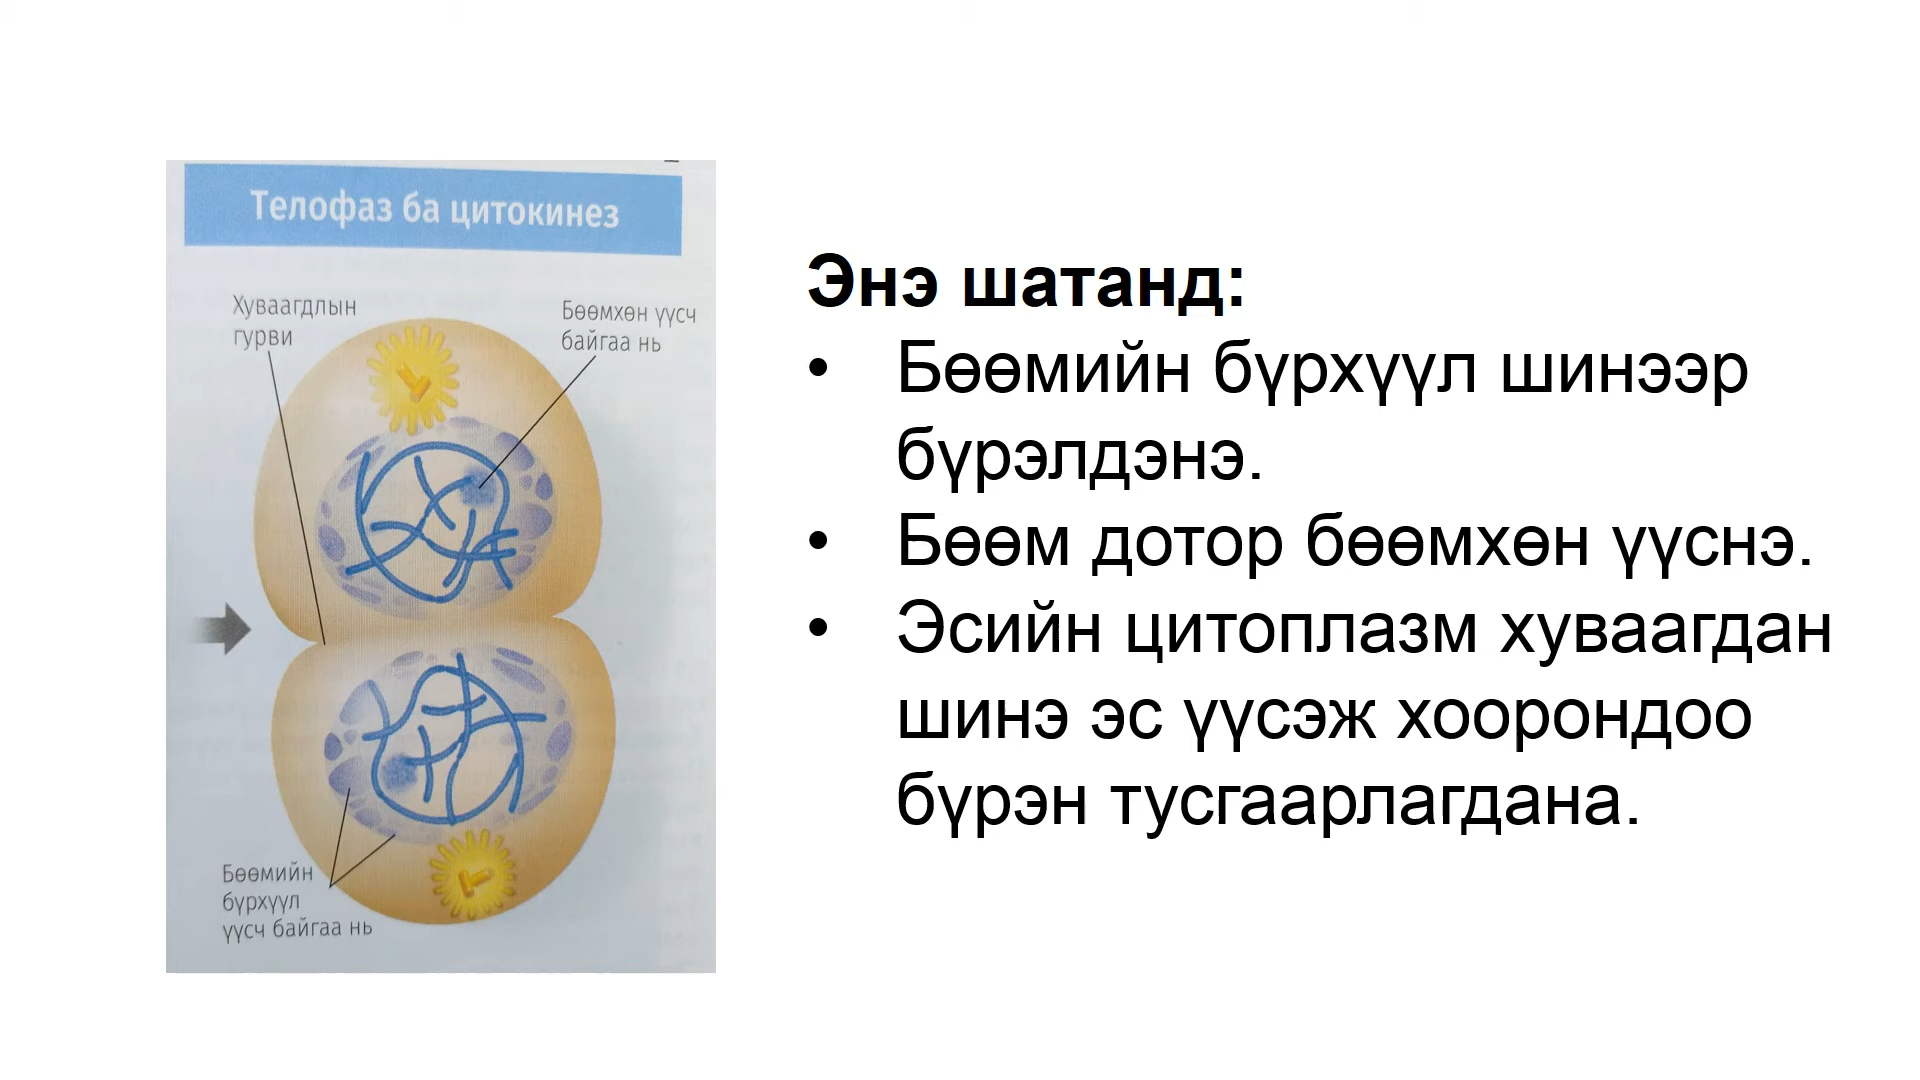 Телофаз ба цитокинез
Хуваагдлын
гурви
Бөөмхөн үүсч
байгаа нь
Бөөмийн
бүрхүүл
үүсч байгаа нь
Энэ шатанд:
• Бөөмийн бүрхүүл шинээр
бүрэлдэнэ.
• Бөөм дотор бөөмхөн үүснэ.
• Эсийн цитоплазм хуваагдан
шинэ эс үүсэж хоорондоо
бүрэн тусгаарлагдана.